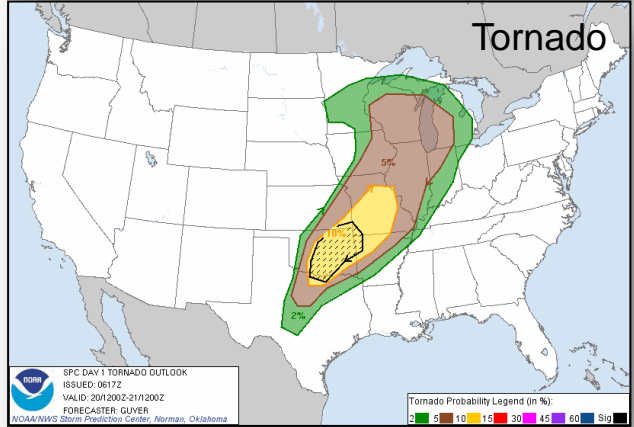 Tornado
5%
10%
2%
NOAA
SPC DAY 1 TORNADO OUTLOOK
ISSUED: 0617Z
VALID: 20/1200Z-21/1200Z
FORECASTER: GUYER
NOAA/NWS Storm Prediction Center, Norman, Oklahoma
Tornado Probability Legend (in %):
2 5 10 15 30 45 60 Sig